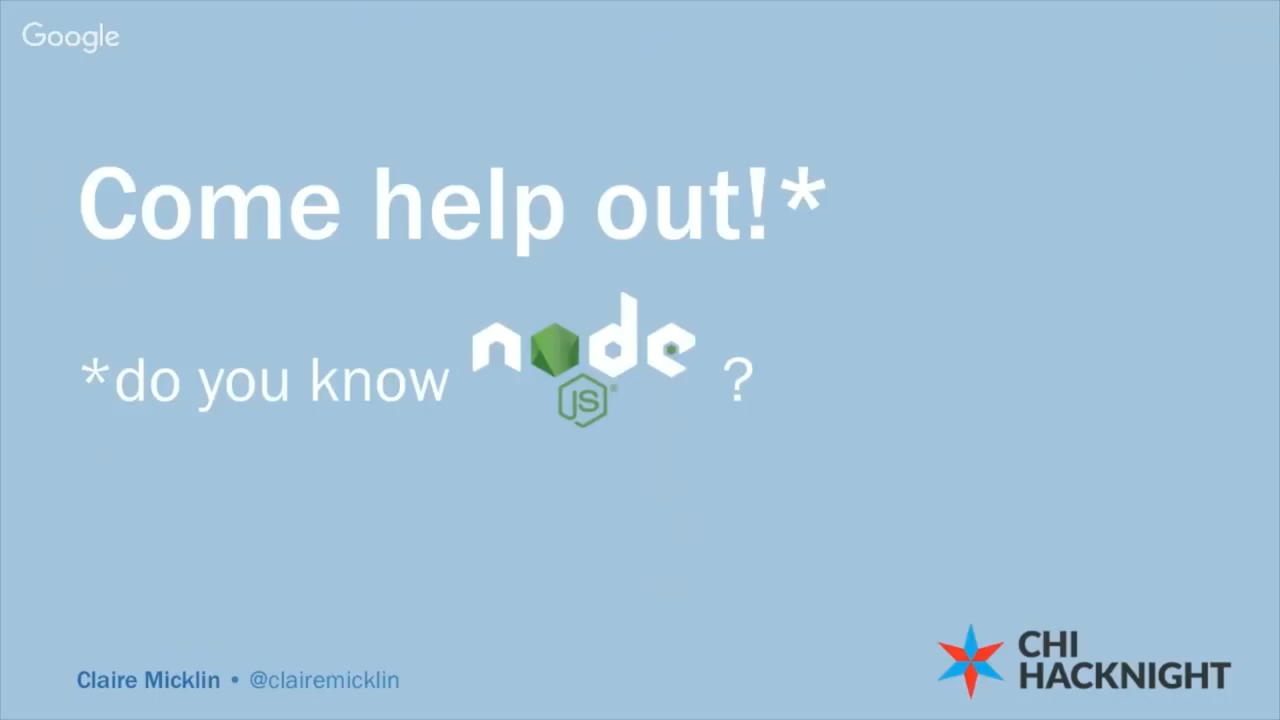 Google
Come help out!*
*do you know node JS® ?
Claire Micklin • @clairemicklin
CHI
HACKNIGHT